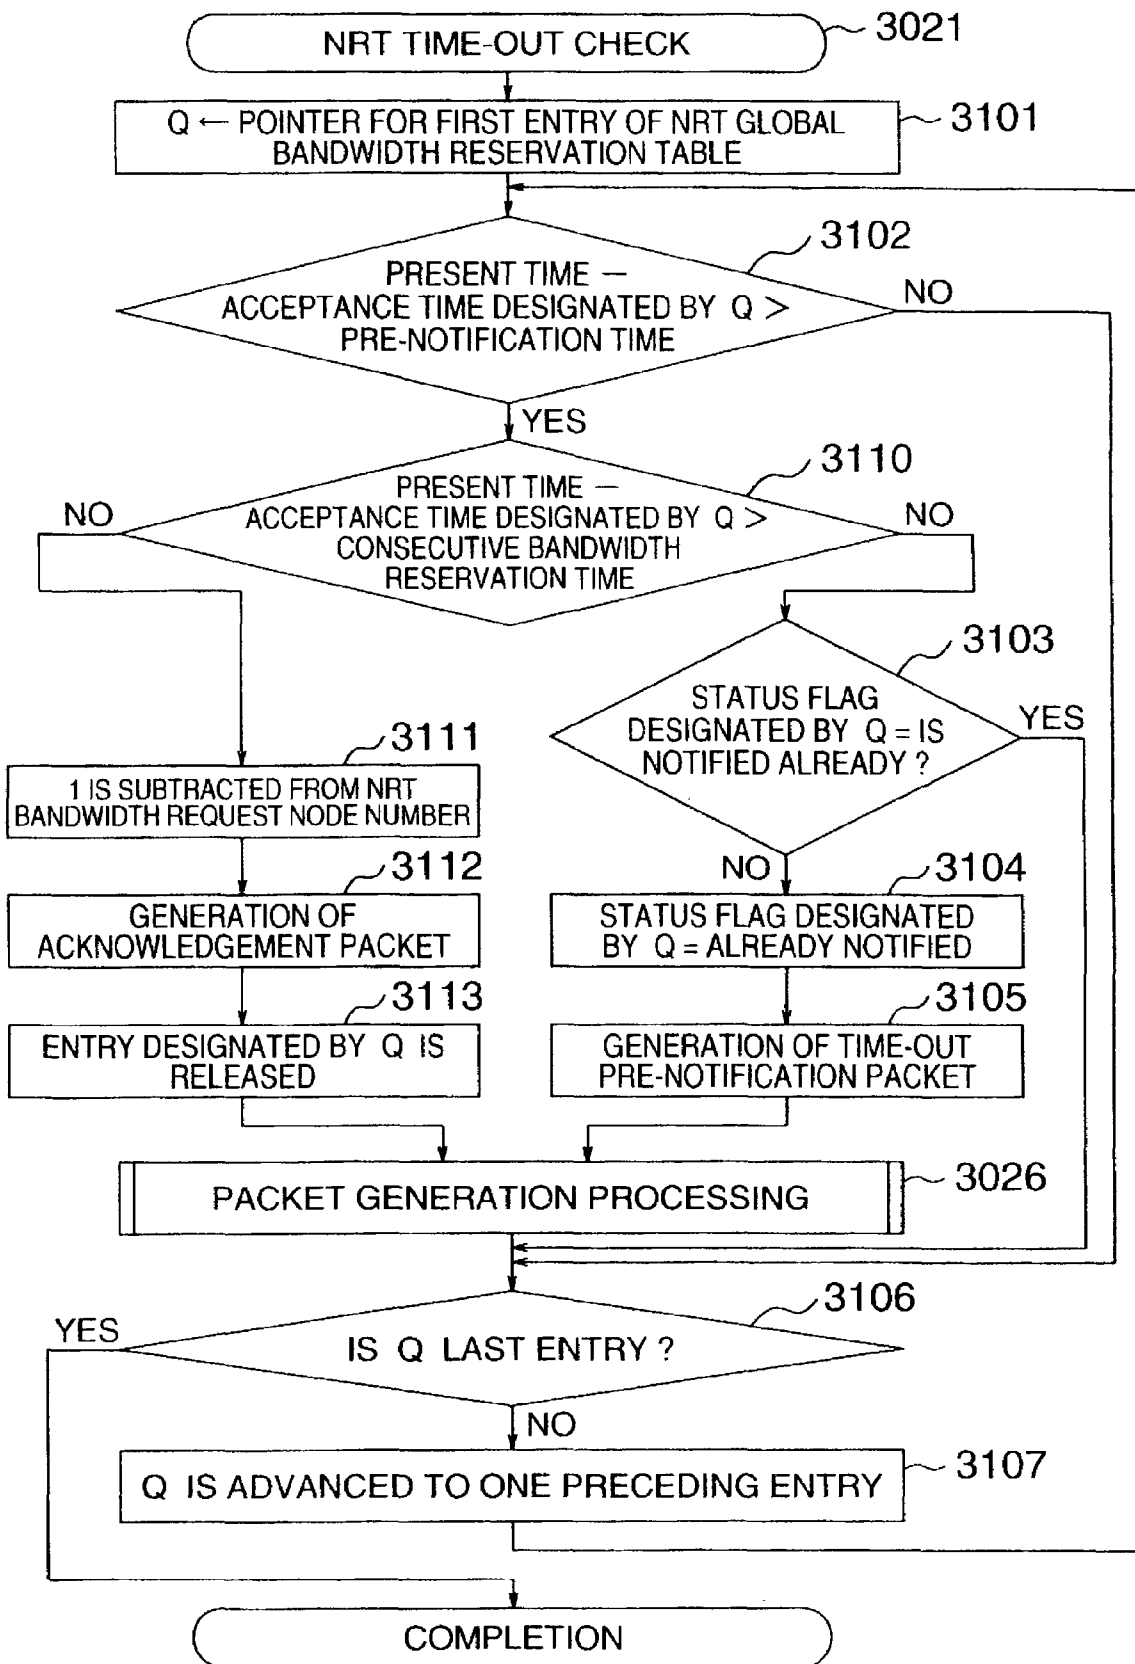 NRT TIME-OUT CHECK
3021
Q ← POINTER FOR FIRST ENTRY OF NRT GLOBAL
BANDWIDTH RESERVATION TABLE
3101
3102
PRESENT TIME —
ACCEPTANCE TIME DESIGNATED BY Q >
PRE-NOTIFICATION TIME
NO
YES
3110
PRESENT TIME —
ACCEPTANCE TIME DESIGNATED BY Q >
CONSECUTIVE BANDWIDTH
RESERVATION TIME
NO
NO
3103
STATUS FLAG
DESIGNATED BY Q = IS
NOTIFIED ALREADY ?
YES
NO
3111
1 IS SUBTRACTED FROM NRT
BANDWIDTH REQUEST NODE NUMBER
3112
GENERATION OF
ACKNOWLEDGEMENT PACKET
3113
ENTRY DESIGNATED BY Q IS
RELEASED
3104
STATUS FLAG DESIGNATED
BY Q = ALREADY NOTIFIED
3105
GENERATION OF TIME-OUT
PRE-NOTIFICATION PACKET
PACKET GENERATION PROCESSING
3026
3106
IS Q LAST ENTRY ?
YES
NO
Q IS ADVANCED TO ONE PRECEDING ENTRY
3107
COMPLETION